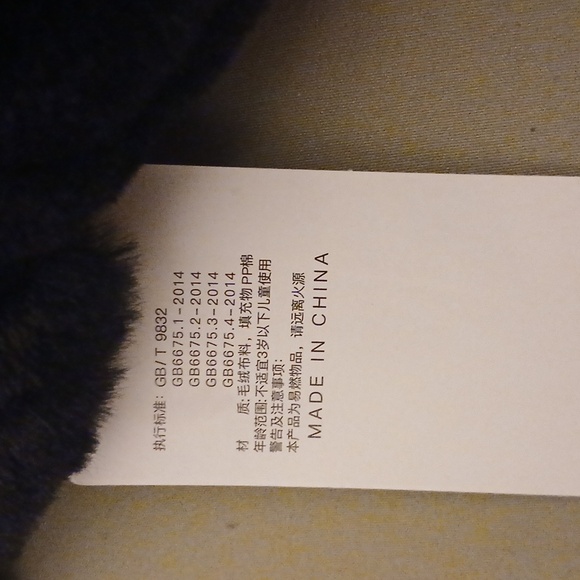 执行标准：GB/T 9832
GB6675.1-2014
GB6675.2-2014
GB6675.3-2014
GB6675.4-2014
材 质：毛绒布料，填充物PP棉
年龄范围：不适宜3岁以下儿童使用
警告及注意事项：
本产品为易燃物品，请远离火源
MADE IN CHINA